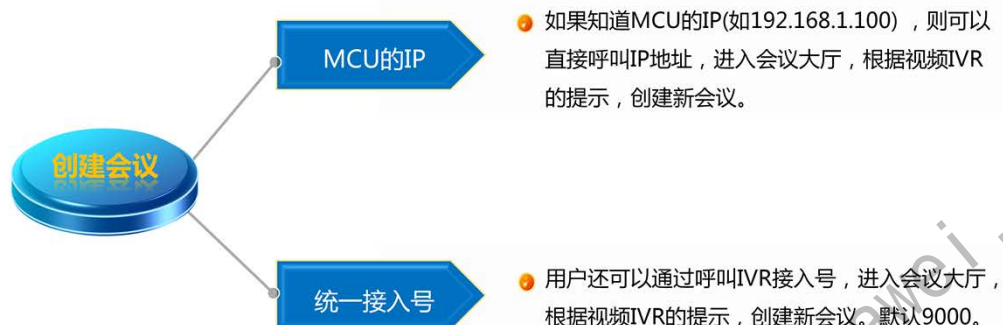 MCU的IP
如果知道MCU的IP(如192.168.1.100) ，则可以
直接呼叫IP地址，进入会议大厅，根据视频IVR
的提示，创建新会议。
创建会议
统一接入号
用户还可以通过呼叫IVR接入号，进入会议大厅，
根据视频IVR的提示，创建新会议。默认9000。